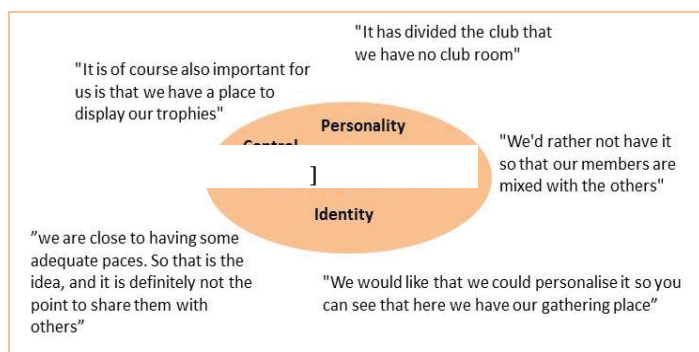 "It has divided the club that
we have no club room"
"It is of course also important for
us is that we have a place to
display our trophies"
Personality
"We'd rather not have it
so that our members are
mixed with the others"
]
Identity
”we are close to having some
adequate paces. So that is the
idea, and it is definitely not the
point to share them with
others”
"We would like that we could personalise it so
you can see that here we have our gathering place”